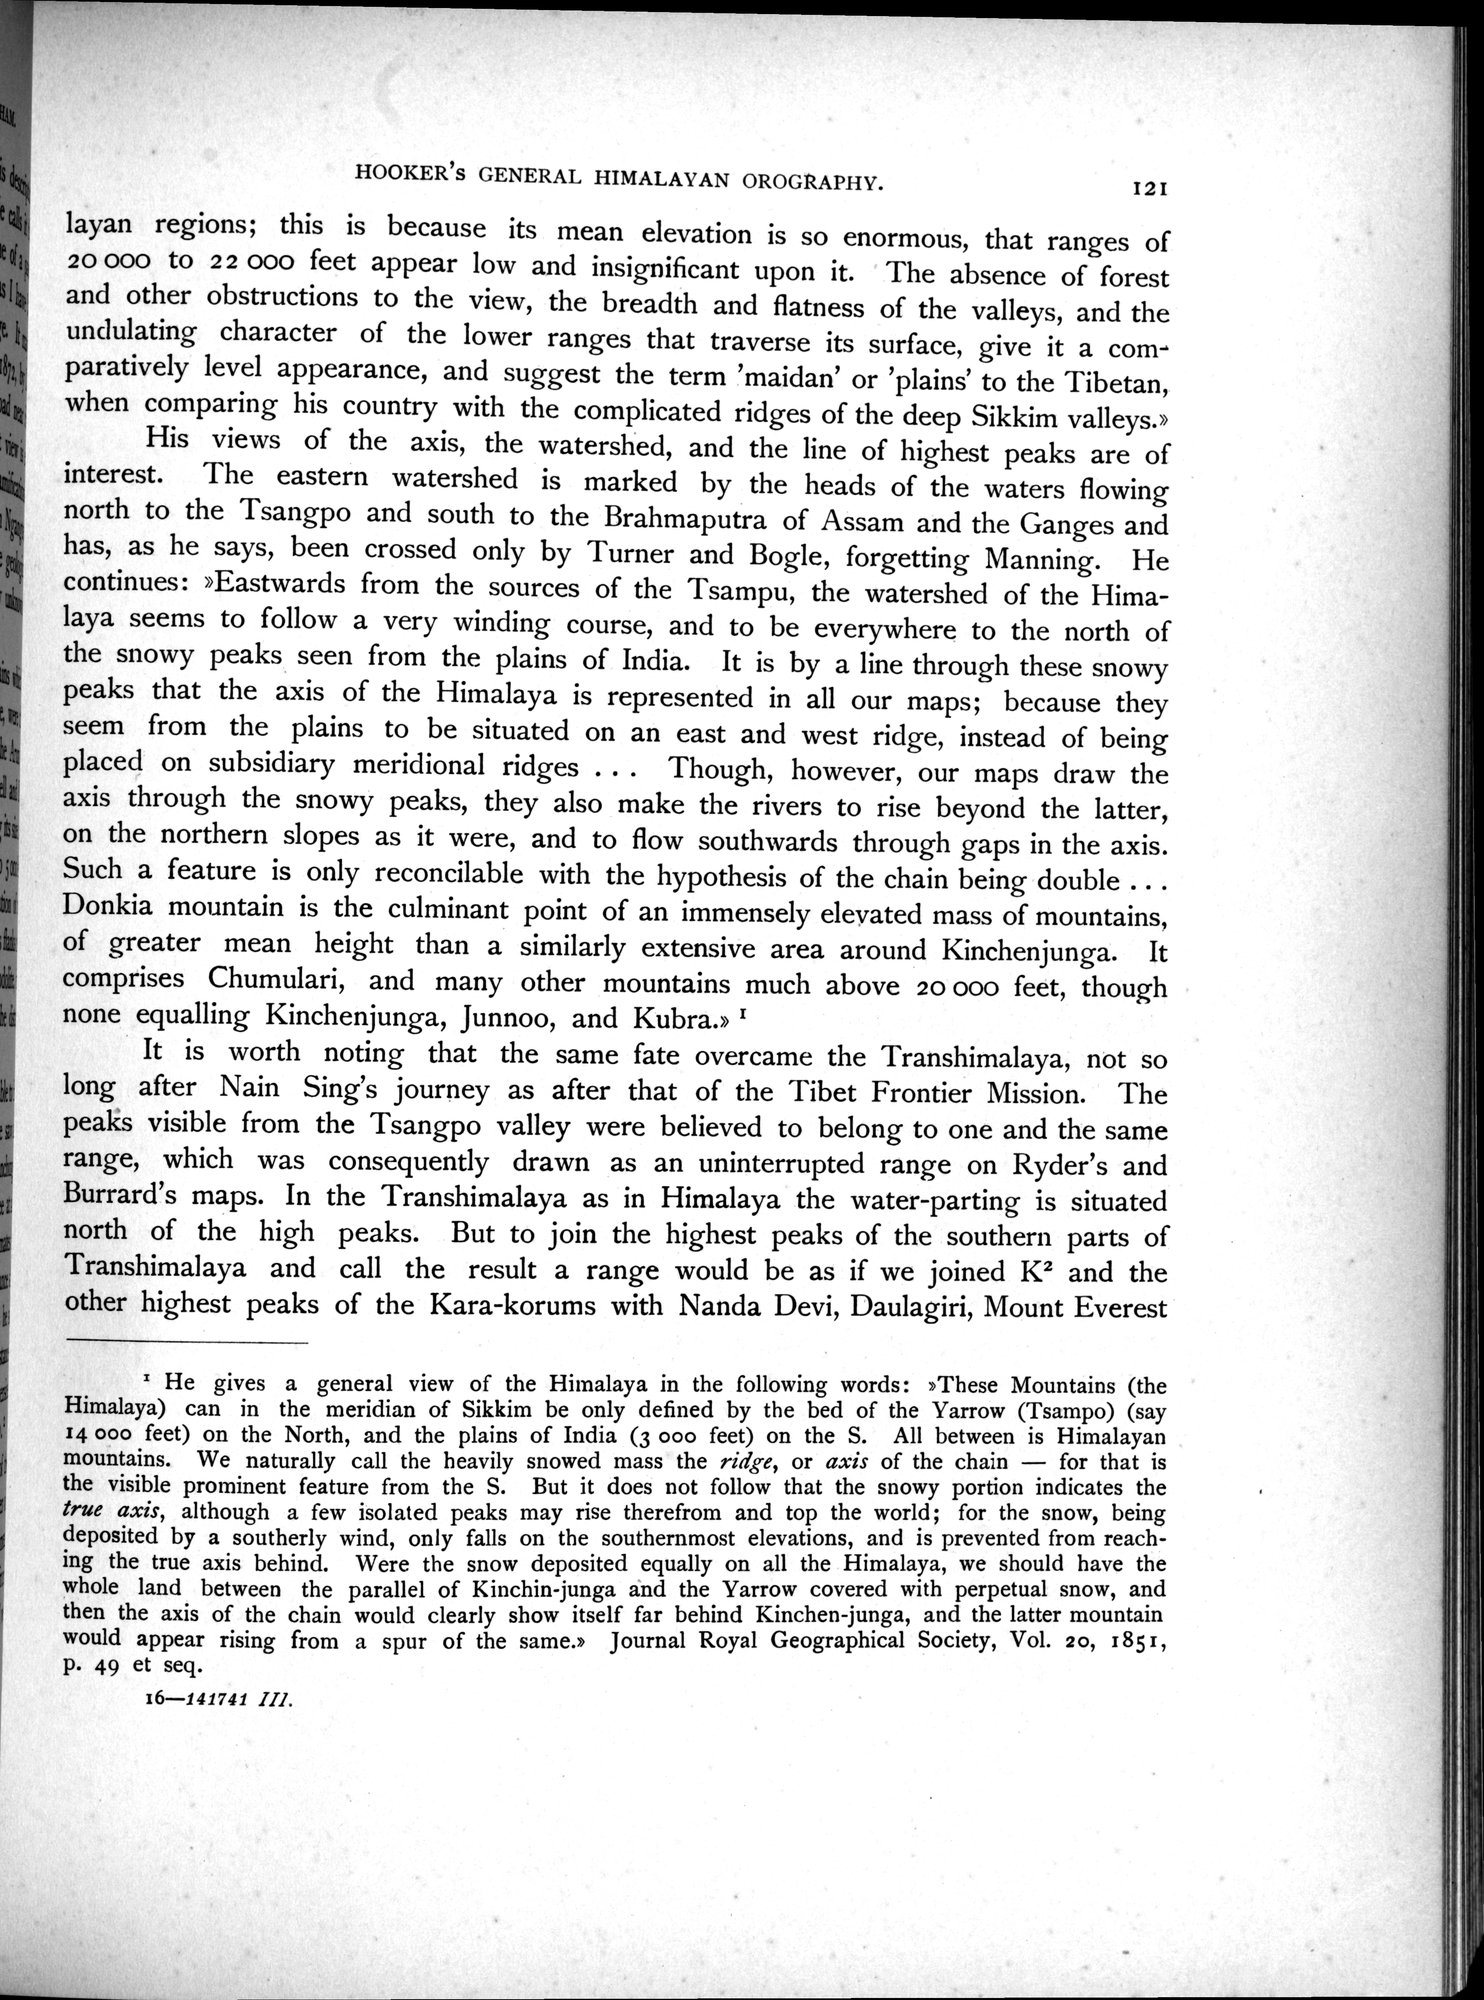 HOOKER'S GENERAL HIMALAYAN OROGRAPHY.
121
layan regions; this is because its mean elevation is so enormous, that ranges of
20 000 to 22 000 feet appear low and insignificant upon it. The absence of forest
and other obstructions to the view, the breadth and flatness of the valleys, and the
undulating character of the lower ranges that traverse its surface, give it a com-
paratively level appearance, and suggest the term 'maidan' or 'plains' to the Tibetan,
when comparing his country with the complicated ridges of the deep Sikkim valleys.»
His views of the axis, the watershed, and the line of highest peaks are of
interest. The eastern watershed is marked by the heads of the waters flowing
north to the Tsangpo and south to the Brahmaputra of Assam and the Ganges and
has, as he says, been crossed only by Turner and Bogle, forgetting Manning. He
continues: »Eastwards from the sources of the Tsampu, the watershed of the Hima-
laya seems to follow a very winding course, and to be everywhere to the north of
the snowy peaks seen from the plains of India. It is by a line through these snowy
peaks that the axis of the Himalaya is represented in all our maps; because they
seem from the plains to be situated on an east and west ridge, instead of being
placed on subsidiary meridional ridges ... Though, however, our maps draw the
axis through the snowy peaks, they also make the rivers to rise beyond the latter,
on the northern slopes as it were, and to flow southwards through gaps in the axis.
Such a feature is only reconcilable with the hypothesis of the chain being double ...
Donkia mountain is the culminant point of an immensely elevated mass of mountains,
of greater mean height than a similarly extensive area around Kinchenjunga. It
comprises Chumulari, and many other mountains much above 20 000 feet, though
none equalling Kinchenjunga, Junnoo, and Kubra.» ¹
It is worth noting that the same fate overcame the Transhimalaya, not so
long after Nain Sing's journey as after that of the Tibet Frontier Mission. The
peaks visible from the Tsangpo valley were believed to belong to one and the same
range, which was consequently drawn as an uninterrupted range on Ryder's and
Burrard's maps. In the Transhimalaya as in Himalaya the water-parting is situated
north of the high peaks. But to join the highest peaks of the southern parts of
Transhimalaya and call the result a range would be as if we joined K² and the
other highest peaks of the Kara-korums with Nanda Devi, Daulagiri, Mount Everest
¹ He gives a general view of the Himalaya in the following words: »These Mountains (the
Himalaya) can in the meridian of Sikkim be only defined by the bed of the Yarrow (Tsampo) (say
14 000 feet) on the North, and the plains of India (3 000 feet) on the S. All between is Himalayan
mountains. We naturally call the heavily snowed mass the ridge, or axis of the chain — for that is
the visible prominent feature from the S. But it does not follow that the snowy portion indicates the
true axis, although a few isolated peaks may rise therefrom and top the world; for the snow, being
deposited by a southerly wind, only falls on the southernmost elevations, and is prevented from reach-
ing the true axis behind. Were the snow deposited equally on all the Himalaya, we should have the
whole land between the parallel of Kinchin-junga and the Yarrow covered with perpetual snow, and
then the axis of the chain would clearly show itself far behind Kinchen-junga, and the latter mountain
would appear rising from a spur of the same.» Journal Royal Geographical Society, Vol. 20, 1851,
p. 49 et seq.
16—141741 III.